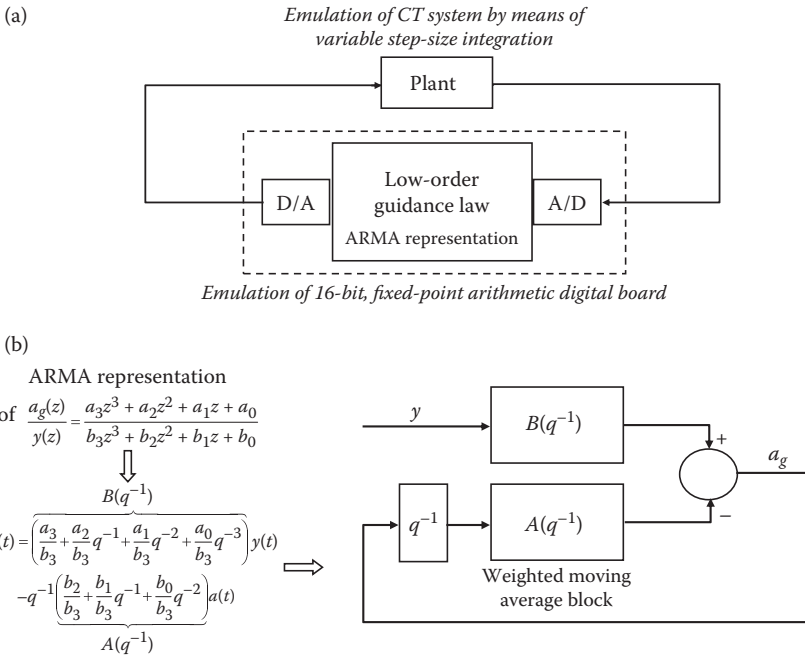 (a)
Emulation of CT system by means of
variable step-size integration
Plant
D/A
Low-order
guidance law
ARMA representation
A/D
Emulation of 16-bit, fixed-point arithmetic digital board
(b)
ARMA representation
of a_g(z)/y(z) = (a_3z^3 + a_2z^2 + a_1z + a_0)/(b_3z^3 + b_2z^2 + b_1z + b_0)
B(q^{-1})
(t) = (a_3/b_3 + a_2/b_3 q^{-1} + a_1/b_3 q^{-2} + a_0/b_3 q^{-3}) y(t)
−q^{-1}(b_2/b_3 + b_1/b_3 q^{-1} + b_0/b_3 q^{-2}) a(t)
A(q^{-1})
y
B(q^{-1})
+
a_g
q^{-1}
A(q^{-1})
−
Weighted moving
average block